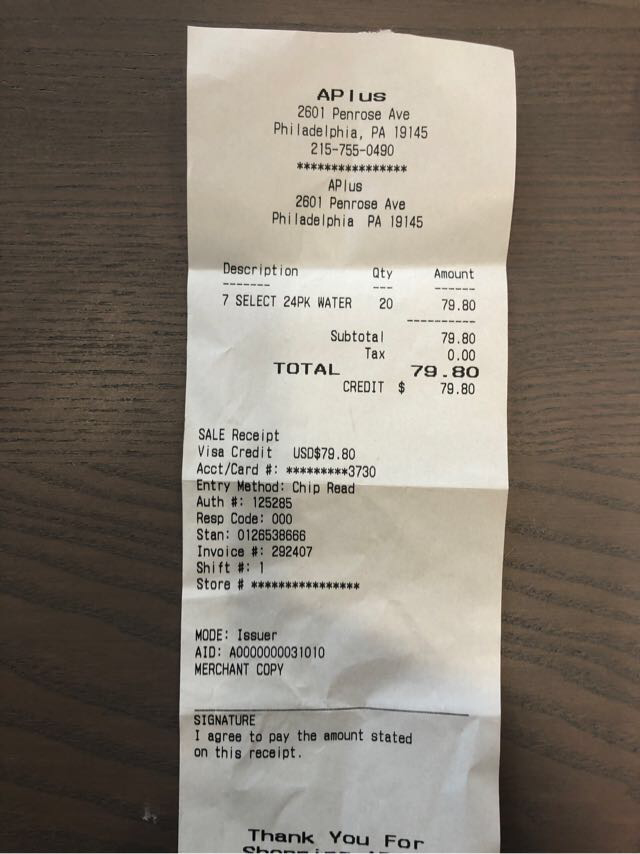 APlus
2601 Penrose Ave
Philadelphia, PA 19145
215-755-0490
****************
APlus
2601 Penrose Ave
Philadelphia PA 19145
Description Qty Amount
------- --- ------
7 SELECT 24PK WATER 20 79.80
----------
Subtotal 79.80
Tax 0.00
TOTAL 79.80
CREDIT $ 79.80
SALE Receipt
Visa Credit USD$79.80
Acct/Card #: *********3730
Entry Method: Chip Read
Auth #: 125285
Resp Code: 000
Stan: 0126538666
Invoice #: 292407
Shift #: 1
Store # ****************
MODE: Issuer
AID: A0000000031010
MERCHANT COPY
SIGNATURE
I agree to pay the amount stated
on this receipt.
Thank You For
Shopping